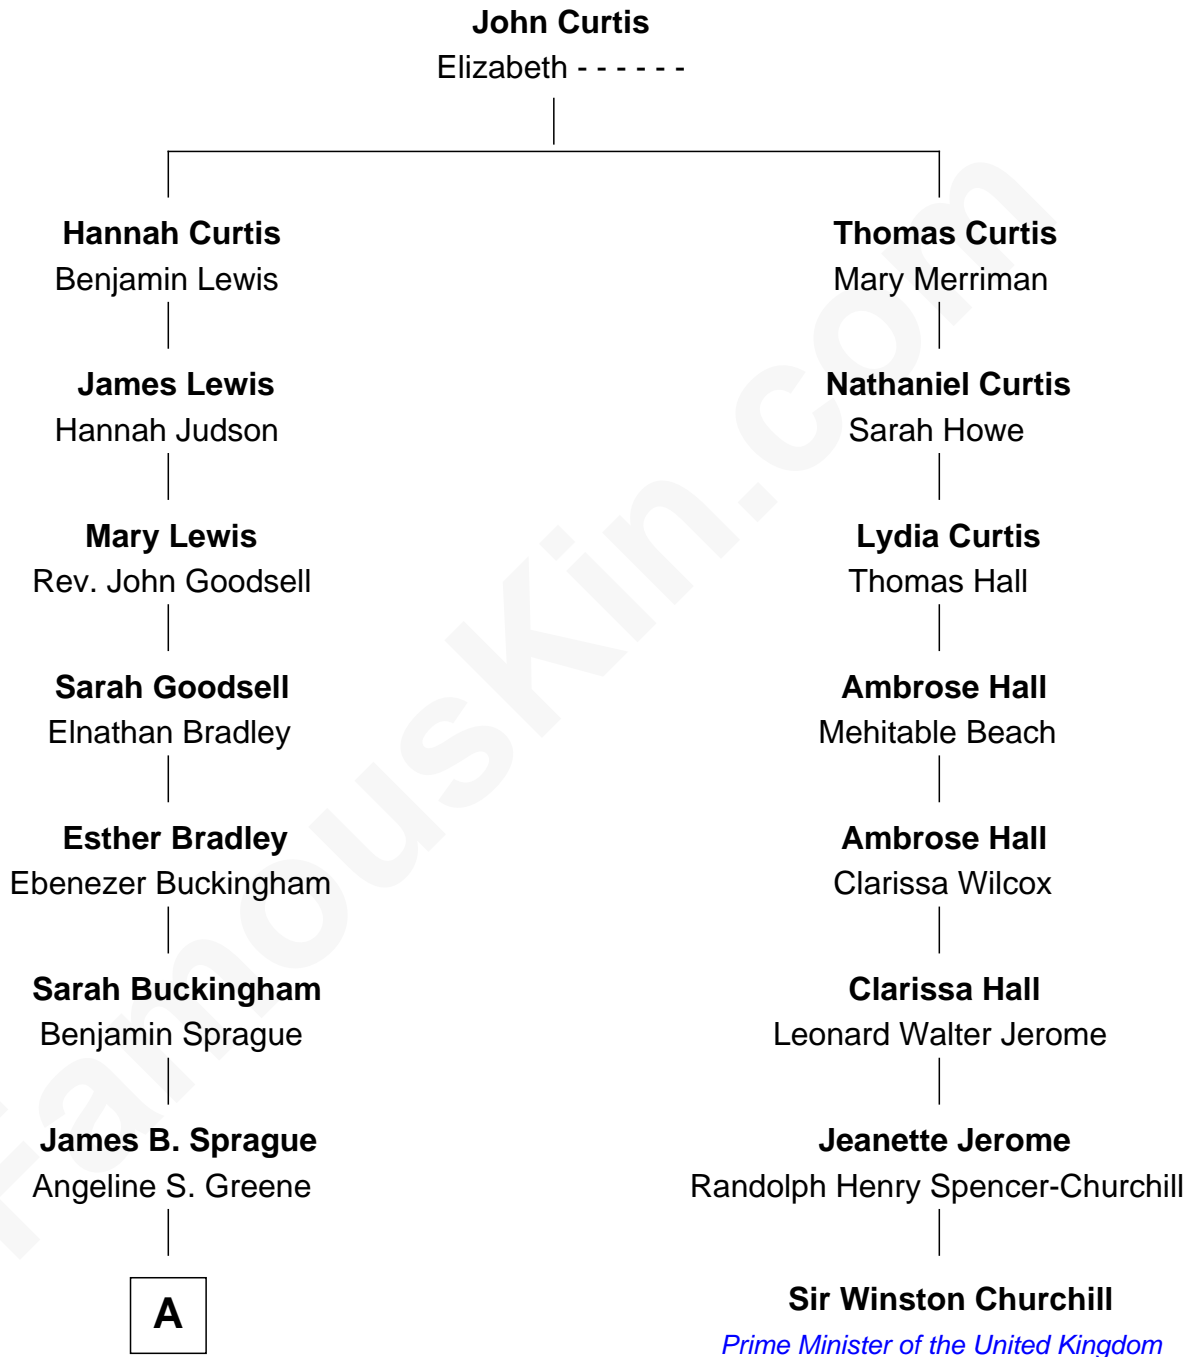 John Curtis
Elizabeth - - - - - -
Hannah Curtis
Benjamin Lewis
James Lewis
Hannah Judson
Mary Lewis
Rev. John Goodsell
Sarah Goodsell
Elnathan Bradley
Esther Bradley
Ebenezer Buckingham
Sarah Buckingham
Benjamin Sprague
James B. Sprague
Angeline S. Greene
A
Thomas Curtis
Mary Merriman
Nathaniel Curtis
Sarah Howe
Lydia Curtis
Thomas Hall
Ambrose Hall
Mehitable Beach
Ambrose Hall
Clarissa Wilcox
Clarissa Hall
Leonard Walter Jerome
Jeanette Jerome
Randolph Henry Spencer-Churchill
Sir Winston Churchill
Prime Minister of the United Kingdom
FamousKin.com